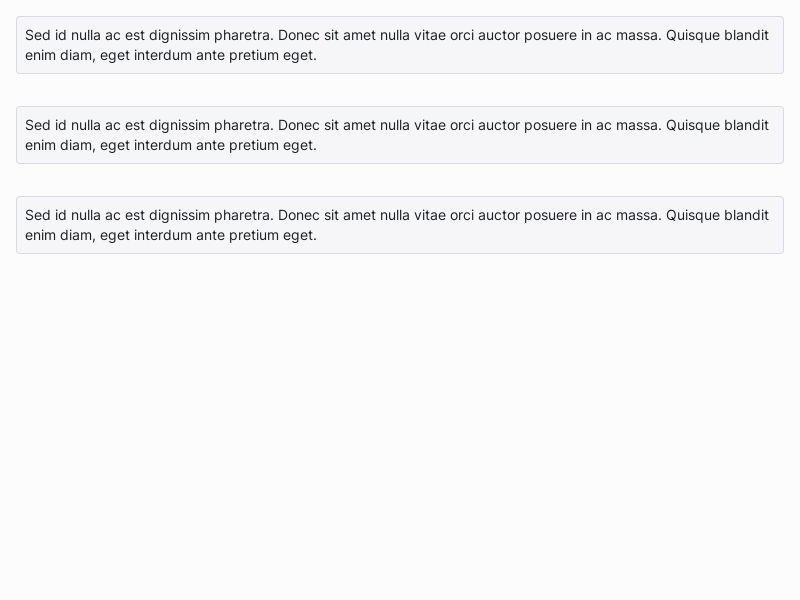 Sed id nulla ac est dignissim pharetra. Donec sit amet nulla vitae orci auctor posuere in ac massa. Quisque blandit
enim diam, eget interdum ante pretium eget.
Sed id nulla ac est dignissim pharetra. Donec sit amet nulla vitae orci auctor posuere in ac massa. Quisque blandit
enim diam, eget interdum ante pretium eget.
Sed id nulla ac est dignissim pharetra. Donec sit amet nulla vitae orci auctor posuere in ac massa. Quisque blandit
enim diam, eget interdum ante pretium eget.